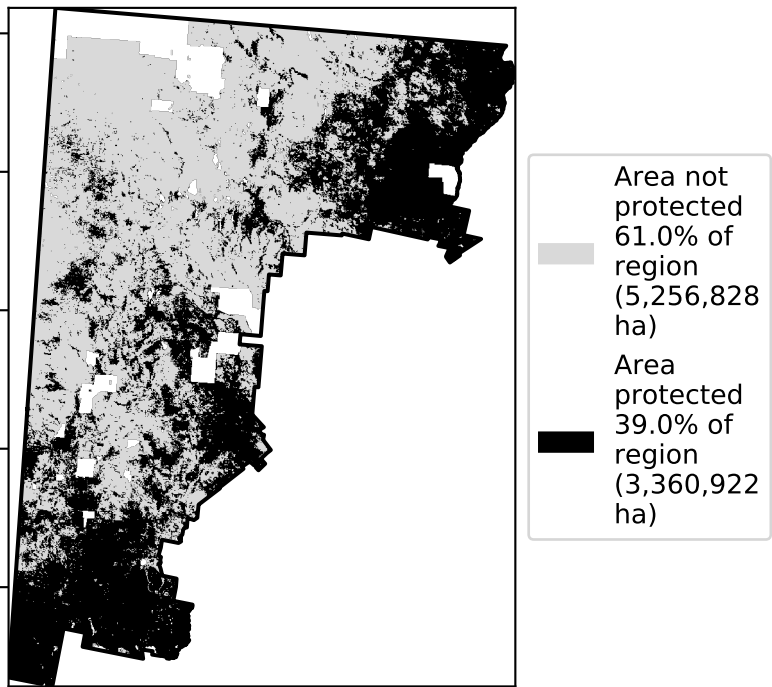 Area not
protected
61.0% of
region
(5,256,828
ha)
Area
protected
39.0% of
region
(3,360,922
ha)